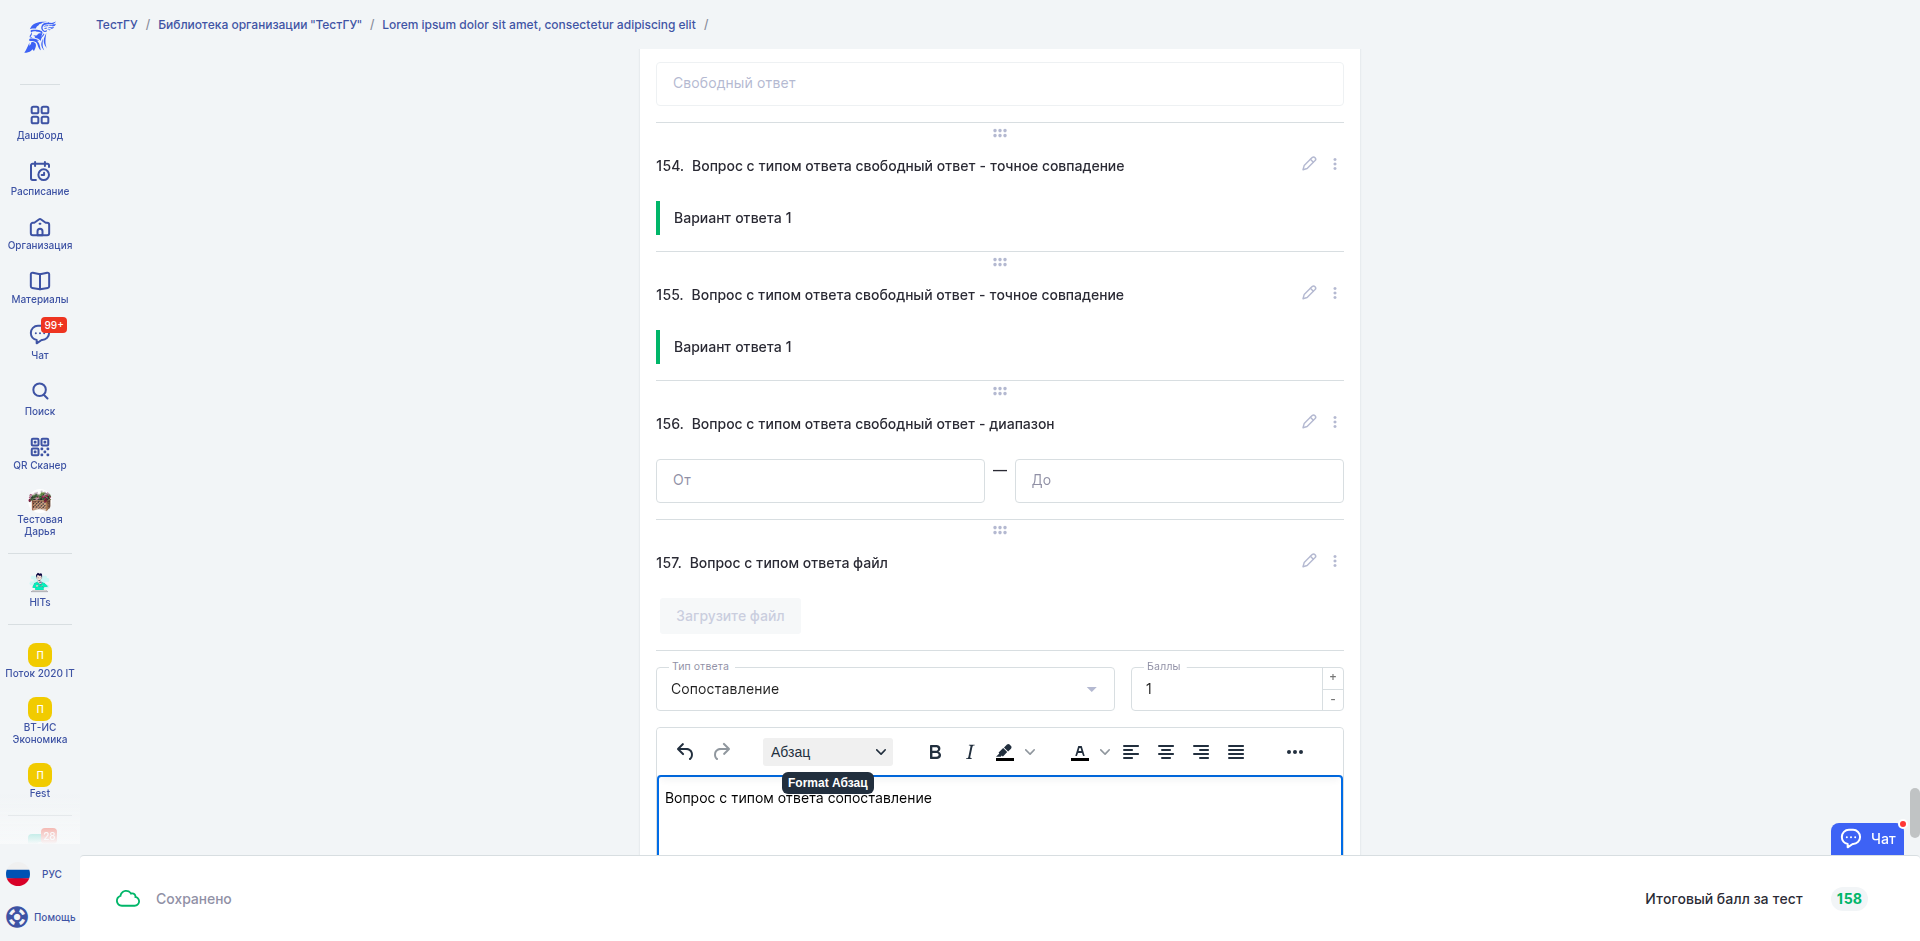 ТестГУ / Библиотека организации "ТестГУ" / Lorem ipsum dolor sit amet, consectetur adipiscing elit /
Дашборд
Расписание
Организация
Материалы
99+
Чат
Поиск
QR Сканер
Тестовая
Дарья
HITs
П
Поток 2020 IT
П
ВТ-ИС
Экономика
П
Fest
28
РУС
Помощь
Свободный ответ
154. Вопрос с типом ответа свободный ответ - точное совпадение
Вариант ответа 1
155. Вопрос с типом ответа свободный ответ - точное совпадение
Вариант ответа 1
156. Вопрос с типом ответа свободный ответ - диапазон
От — До
157. Вопрос с типом ответа файл
Загрузите файл
Тип ответа
Сопоставление
Баллы
1
+
-
Абзац
B I A
Format Абзац
Вопрос с типом ответа сопоставление
Чат
Сохранено
Итоговый балл за тест 158